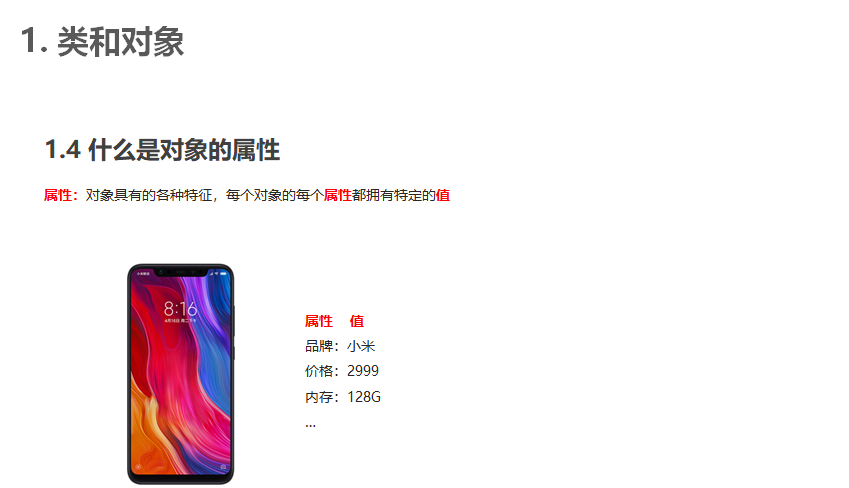 1. 类和对象
1.4 什么是对象的属性
属性：对象具有的各种特征，每个对象的每个属性都拥有特定的值
8:16
属性 值
品牌：小米
价格：2999
内存：128G
...